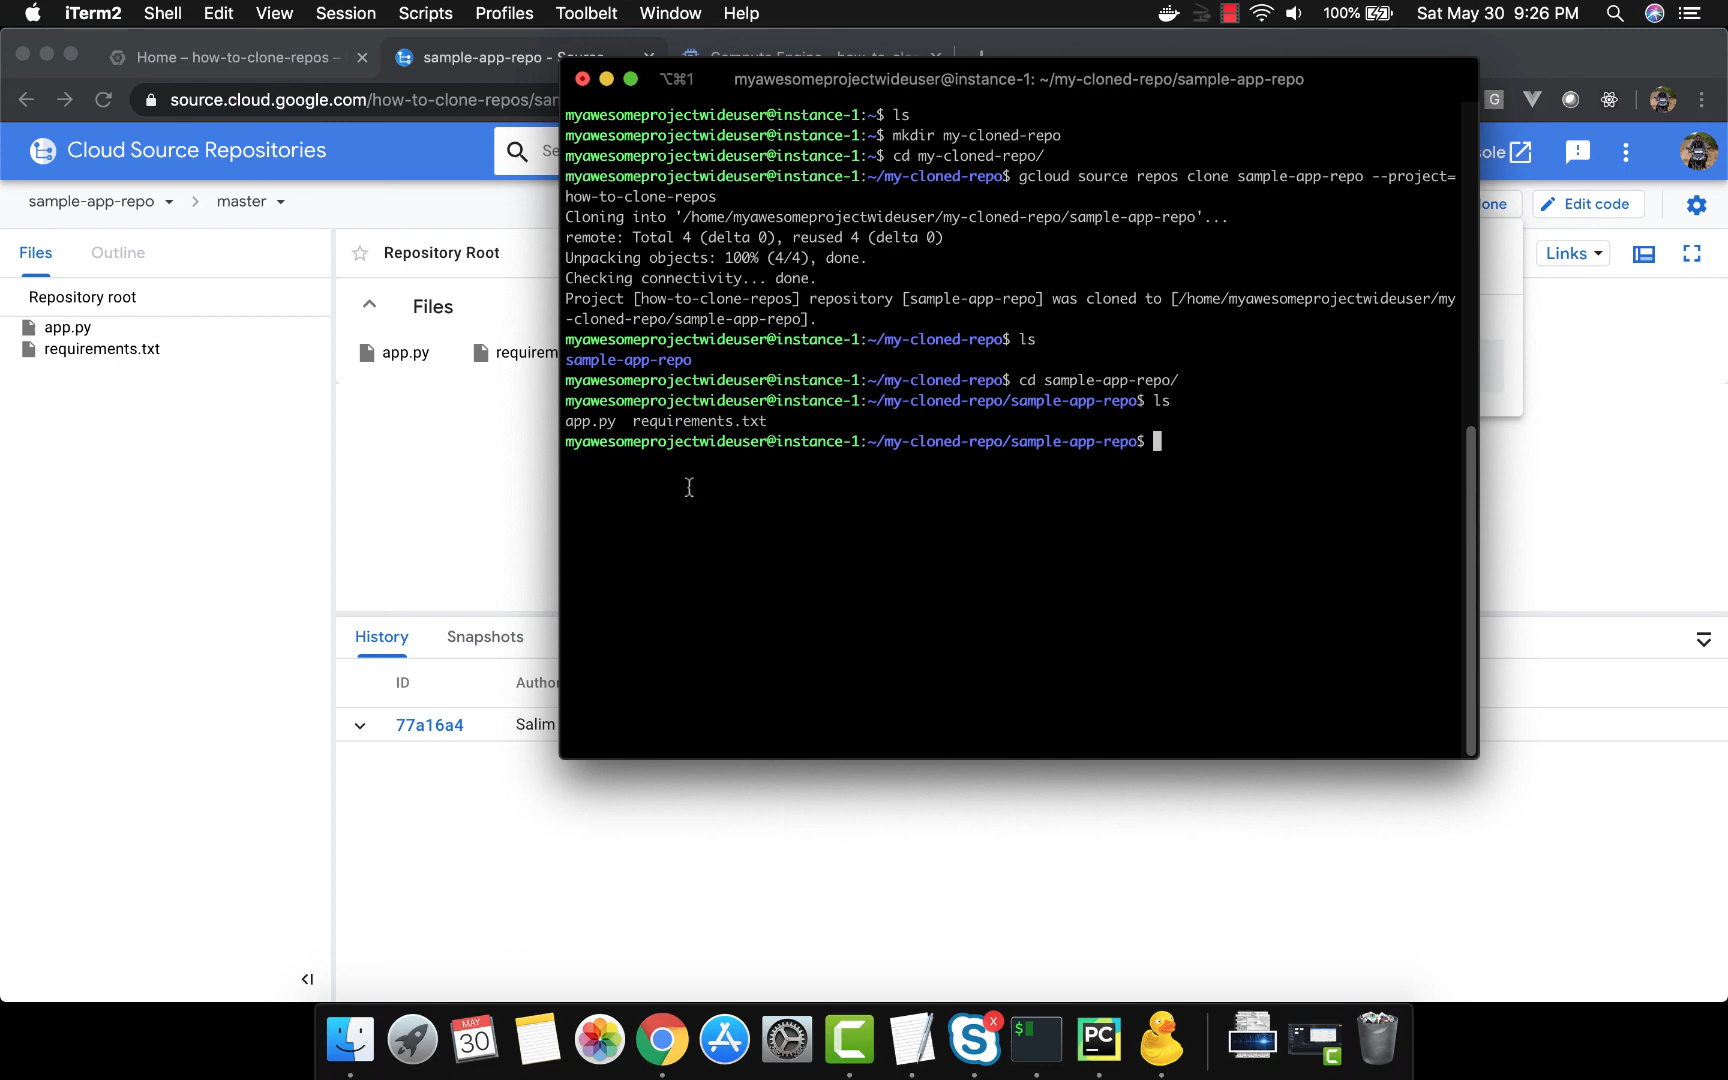 iTerm2 Shell Edit View Session Scripts Profiles Toolbelt Window Help 100% Sat May 30 9:26 PM
Home – how-to-clone-repos – sample-app-repo - Source
source.cloud.google.com/how-to-clone-repos/sam
Cloud Source Repositories
Se
ole
sample-app-repo > master
one
Edit code
Files Outline
Repository Root
Links
Repository root
app.py
requirements.txt
Files
app.py requirem
⌥⌘1 myawesomeprojectwideuser@instance-1: ~/my-cloned-repo/sample-app-repo
myawesomeprojectwideuser@instance-1:~$ ls
myawesomeprojectwideuser@instance-1:~$ mkdir my-cloned-repo
myawesomeprojectwideuser@instance-1:~$ cd my-cloned-repo/
myawesomeprojectwideuser@instance-1:~/my-cloned-repo$ gcloud source repos clone sample-app-repo --project=
how-to-clone-repos
Cloning into '/home/myawesomeprojectwideuser/my-cloned-repo/sample-app-repo'...
remote: Total 4 (delta 0), reused 4 (delta 0)
Unpacking objects: 100% (4/4), done.
Checking connectivity... done.
Project [how-to-clone-repos] repository [sample-app-repo] was cloned to [/home/myawesomeprojectwideuser/my
-cloned-repo/sample-app-repo].
myawesomeprojectwideuser@instance-1:~/my-cloned-repo$ ls
sample-app-repo
myawesomeprojectwideuser@instance-1:~/my-cloned-repo$ cd sample-app-repo/
myawesomeprojectwideuser@instance-1:~/my-cloned-repo/sample-app-repo$ ls
app.py requirements.txt
myawesomeprojectwideuser@instance-1:~/my-cloned-repo/sample-app-repo$
History Snapshots
ID Autho
77a16a4 Salim
MAY
30
PC